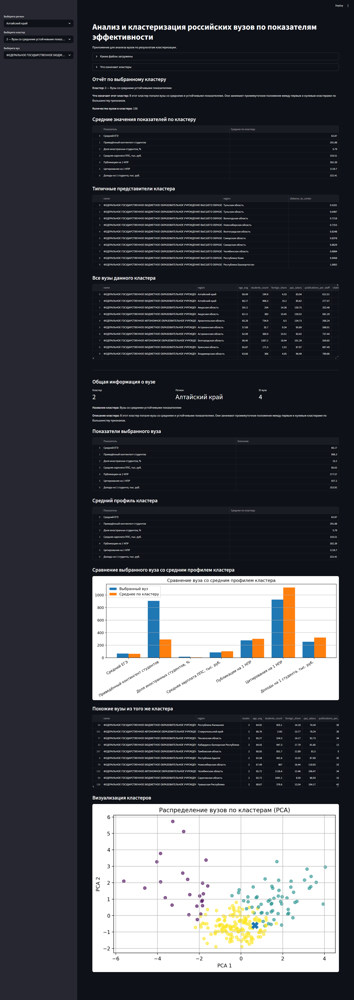 Deploy
Выберите регион
Алтайский край
Выберите кластер
2 — Вузы со средними устойчивыми показ...
Выберите вуз
ФЕДЕРАЛЬНОЕ ГОСУДАРСТВЕННОЕ БЮДЖ...
Анализ и кластеризация российских вузов по показателям
эффективности
Приложение для анализа вузов по результатам кластеризации.
Какие файлы загружены
Что означают кластеры
Отчёт по выбранному кластеру
Кластер: 2 — Вузы со средними устойчивыми показателями
Что означает этот кластер: В этот кластер попали вузы со средними и устойчивыми показателями. Они занимают промежуточное положение между первым и нулевым кластерами по
большинству признаков.
Количество вузов в кластере: 156
Средние значения показателей по кластеру
Показатель Среднее по кластеру
0 Средний ЕГЭ 62.87
1 Приведённый контингент студентов 291.88
2 Доля иностранных студентов, % 5.79
3 Средняя зарплата ППС, тыс. руб. 103.51
4 Публикации на 1 НПР 302.39
5 Цитирования на 1 НПР 1119.7
6 Доходы на 1 студента, тыс. руб. 322.41
Типичные представители кластера
name region distance_to_center
0 ФЕДЕРАЛЬНОЕ ГОСУДАРСТВЕННОЕ БЮДЖЕТНОЕ ОБРАЗОВАТЕЛЬНОЕ УЧРЕЖДЕНИЕ ВЫСШЕГО ОБРАЗО Тульская область 0.5331
1 ФЕДЕРАЛЬНОЕ ГОСУДАРСТВЕННОЕ БЮДЖЕТНОЕ ОБРАЗОВАТЕЛЬНОЕ УЧРЕЖДЕНИЕ ВЫСШЕГО ОБРАЗО Тульская область 0.6487
2 ФЕДЕРАЛЬНОЕ ГОСУДАРСТВЕННОЕ БЮДЖЕТНОЕ ОБРАЗОВАТЕЛЬНОЕ УЧРЕЖДЕНИЕ ВЫСШЕГО ОБРАЗО Вологодская область 0.7218
3 ФЕДЕРАЛЬНОЕ ГОСУДАРСТВЕННОЕ БЮДЖЕТНОЕ ОБРАЗОВАТЕЛЬНОЕ УЧРЕЖДЕНИЕ ВЫСШЕГО ОБРАЗО Новосибирская область 0.7315
4 ФЕДЕРАЛЬНОЕ ГОСУДАРСТВЕННОЕ БЮДЖЕТНОЕ ОБРАЗОВАТЕЛЬНОЕ УЧРЕЖДЕНИЕ ВЫСШЕГО ОБРАЗО Волгоградская область 0.8248
5 ФЕДЕРАЛЬНОЕ ГОСУДАРСТВЕННОЕ БЮДЖЕТНОЕ ОБРАЗОВАТЕЛЬНОЕ УЧРЕЖДЕНИЕ ВЫСШЕГО ОБРАЗО Самарская область 0.8378
6 ФЕДЕРАЛЬНОЕ ГОСУДАРСТВЕННОЕ БЮДЖЕТНОЕ ОБРАЗОВАТЕЛЬНОЕ УЧРЕЖДЕНИЕ ВЫСШЕГО ОБРАЗО Самарская область 0.8629
7 ФЕДЕРАЛЬНОЕ ГОСУДАРСТВЕННОЕ БЮДЖЕТНОЕ ОБРАЗОВАТЕЛЬНОЕ УЧРЕЖДЕНИЕ ВЫСШЕГО ОБРАЗО Челябинская область 0.8894
8 ФЕДЕРАЛЬНОЕ ГОСУДАРСТВЕННОЕ БЮДЖЕТНОЕ ОБРАЗОВАТЕЛЬНОЕ УЧРЕЖДЕНИЕ ВЫСШЕГО ОБРАЗО Республика Коми 0.9458
9 ФЕДЕРАЛЬНОЕ ГОСУДАРСТВЕННОЕ БЮДЖЕТНОЕ ОБРАЗОВАТЕЛЬНОЕ УЧРЕЖДЕНИЕ ВЫСШЕГО ОБРАЗО Республика Башкортостан 1.0002
Все вузы данного кластера
name region ege_avg students_count foreign_share pps_salary publications_per_staff citatio
0 ФЕДЕРАЛЬНОЕ ГОСУДАРСТВЕННОЕ БЮДЖЕТНОЕ ОБРАЗОВАТЕЛЬНОЕ УЧРЕЖДЕН Алтайский край 60.49 194.9 4.33 83.04 612.51
1 ФЕДЕРАЛЬНОЕ ГОСУДАРСТВЕННОЕ БЮДЖЕТНОЕ ОБРАЗОВАТЕЛЬНОЕ УЧРЕЖДЕН Алтайский край 66.17 906.3 15.2 85.62 277.57
2 ФЕДЕРАЛЬНОЕ ГОСУДАРСТВЕННОЕ БЮДЖЕТНОЕ ОБРАЗОВАТЕЛЬНОЕ УЧРЕЖДЕН Амурская область 59.11 254 14.38 130.75 332.48
3 ФЕДЕРАЛЬНОЕ ГОСУДАРСТВЕННОЕ БЮДЖЕТНОЕ ОБРАЗОВАТЕЛЬНОЕ УЧРЕЖДЕН Амурская область 62.11 383 10.45 130.52 581.29
4 ФЕДЕРАЛЬНОЕ ГОСУДАРСТВЕННОЕ АВТОНОМНОЕ ОБРАЗОВАТЕЛЬНОЕ УЧРЕЖДЕ Архангельская область 65.28 734.9 8.5 134.73 266.24
5 ФЕДЕРАЛЬНОЕ ГОСУДАРСТВЕННОЕ БЮДЖЕТНОЕ ОБРАЗОВАТЕЛЬНОЕ УЧРЕЖДЕН Астраханская область 57.69 35.7 9.34 95.69 588.01
6 ФЕДЕРАЛЬНОЕ ГОСУДАРСТВЕННОЕ БЮДЖЕТНОЕ ОБРАЗОВАТЕЛЬНОЕ УЧРЕЖДЕН Астраханская область 62.09 360.9 23.51 83.42 737.44
7 ФЕДЕРАЛЬНОЕ ГОСУДАРСТВЕННОЕ АВТОНОМНОЕ ОБРАЗОВАТЕЛЬНОЕ УЧРЕЖДЕ Белгородская область 66.45 1507.2 18.44 101.29 550.65
8 ФЕДЕРАЛЬНОЕ ГОСУДАРСТВЕННОЕ БЮДЖЕТНОЕ ОБРАЗОВАТЕЛЬНОЕ УЧРЕЖДЕН Брянская область 65.87 171.5 2.52 87.97 897.49
9 ФЕДЕРАЛЬНОЕ ГОСУДАРСТВЕННОЕ БЮДЖЕТНОЕ ОБРАЗОВАТЕЛЬНОЕ УЧРЕЖДЕН Владимирская область 63.66 366 4.05 96.49 789.86
Общая информация о вузе
Кластер Регион ID вуза
2 Алтайский край 4
Название кластера: Вузы со средними устойчивыми показателями
Описание кластера: В этот кластер попали вузы со средними и устойчивыми показателями. Они занимают промежуточное положение между первым и нулевым кластерами по
большинству признаков.
Показатели выбранного вуза
Показатель Значение
0 Средний ЕГЭ 66.17
1 Приведённый контингент студентов 906.3
2 Доля иностранных студентов, % 15.2
3 Средняя зарплата ППС, тыс. руб. 85.62
4 Публикации на 1 НПР 277.57
5 Цитирования на 1 НПР 927.2
6 Доходы на 1 студента, тыс. руб. 253.92
Средний профиль кластера
Показатель Среднее по кластеру
0 Средний ЕГЭ 62.87
1 Приведённый контингент студентов 291.88
2 Доля иностранных студентов, % 5.79
3 Средняя зарплата ППС, тыс. руб. 103.51
4 Публикации на 1 НПР 302.39
5 Цитирования на 1 НПР 1119.7
6 Доходы на 1 студента, тыс. руб. 322.41
Сравнение выбранного вуза со средним профилем кластера
Сравнение вуза со средним профилем кластера
Выбранный вуз
Среднее по кластеру
1000
800
600
400
200
0
Средний ЕГЭ
Приведённый контингент студентов
Доля иностранных студентов, %
Средняя зарплата ППС, тыс. руб.
Публикации на 1 НПР
Цитирования на 1 НПР
Доходы на 1 студента, тыс. руб.
Похожие вузы из того же кластера
name region cluster ege_avg students_count foreign_share pps_salary publications_per_
34 ФЕДЕРАЛЬНОЕ ГОСУДАРСТВЕННОЕ БЮДЖЕТНОЕ ОБРАЗОВАТЕЛЬНОЕ УЧРЕЖДЕН Республика Калмыкия 2 64.92 825.1 14.18 74.34 38
101 ФЕДЕРАЛЬНОЕ ГОСУДАРСТВЕННОЕ АВТОНОМНОЕ ОБРАЗОВАТЕЛЬНОЕ УЧРЕЖДЕ Ставропольский край 2 66.76 1142 13.77 78.24 38
77 ФЕДЕРАЛЬНОЕ ГОСУДАРСТВЕННОЕ БЮДЖЕТНОЕ ОБРАЗОВАТЕЛЬНОЕ УЧРЕЖДЕН Пензенская область 2 65.27 524.3 14.17 92.73 34
33 ФЕДЕРАЛЬНОЕ ГОСУДАРСТВЕННОЕ БЮДЖЕТНОЕ ОБРАЗОВАТЕЛЬНОЕ УЧРЕЖДЕН Кабардино-Балкарская Республика 2 64.55 947.3 17.79 81.85 13
107 ФЕДЕРАЛЬНОЕ ГОСУДАРСТВЕННОЕ БЮДЖЕТНОЕ ОБРАЗОВАТЕЛЬНОЕ УЧРЕЖДЕН Тамбовская область 2 66.05 851.7 12.89 81.5 9
0 ФЕДЕРАЛЬНОЕ ГОСУДАРСТВЕННОЕ БЮДЖЕТНОЕ ОБРАЗОВАТЕЛЬНОЕ УЧРЕЖДЕН Республика Адыгея 2 62.58 601.6 13.32 87.69 39
70 ФЕДЕРАЛЬНОЕ ГОСУДАРСТВЕННОЕ БЮДЖЕТНОЕ ОБРАЗОВАТЕЛЬНОЕ УЧРЕЖДЕН Новосибирская область 2 67.49 807 16.44 118.93 29
132 ФЕДЕРАЛЬНОЕ ГОСУДАРСТВЕННОЕ АВТОНОМНОЕ ОБРАЗОВАТЕЛЬНОЕ УЧРЕЖДЕ Челябинская область 2 65.72 1126.4 12.46 106.47 34
99 ФЕДЕРАЛЬНОЕ ГОСУДАРСТВЕННОЕ БЮДЖЕТНОЕ ОБРАЗОВАТЕЛЬНОЕ УЧРЕЖДЕН Саратовская область 2 65.72 1041.1 8.59 86.93 16
130 ФЕДЕРАЛЬНОЕ ГОСУДАРСТВЕННОЕ БЮДЖЕТНОЕ ОБРАЗОВАТЕЛЬНОЕ УЧРЕЖДЕН Чувашская Республика 2 68.67 376.6 13.54 104.17 43
Визуализация кластеров
Распределение вузов по кластерам (PCA)
6
5
4
3
2
1
0
−1
−2
PCA 2
−6 −4 −2 0 2 4
PCA 1